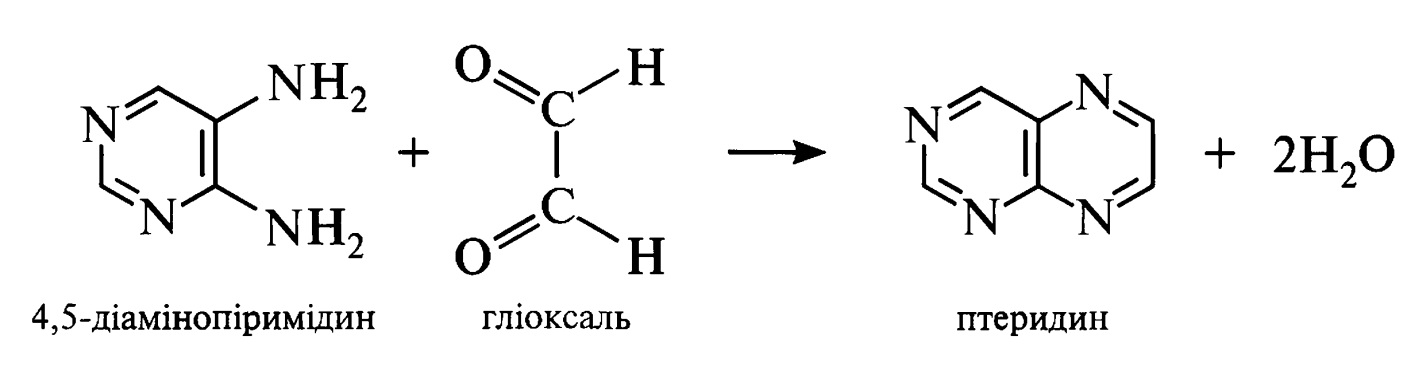 N N NH₂ NH₂ + O C H O C H → N N N N + 2H₂O
4,5-діамінопіримідин гліоксаль птеридин